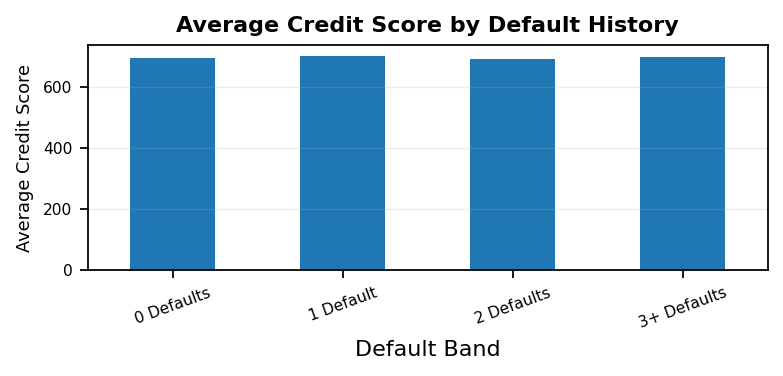 Average Credit Score by Default History
Average Credit Score
600
400
200
0
0 Defaults
1 Default
2 Defaults
3+ Defaults
Default Band